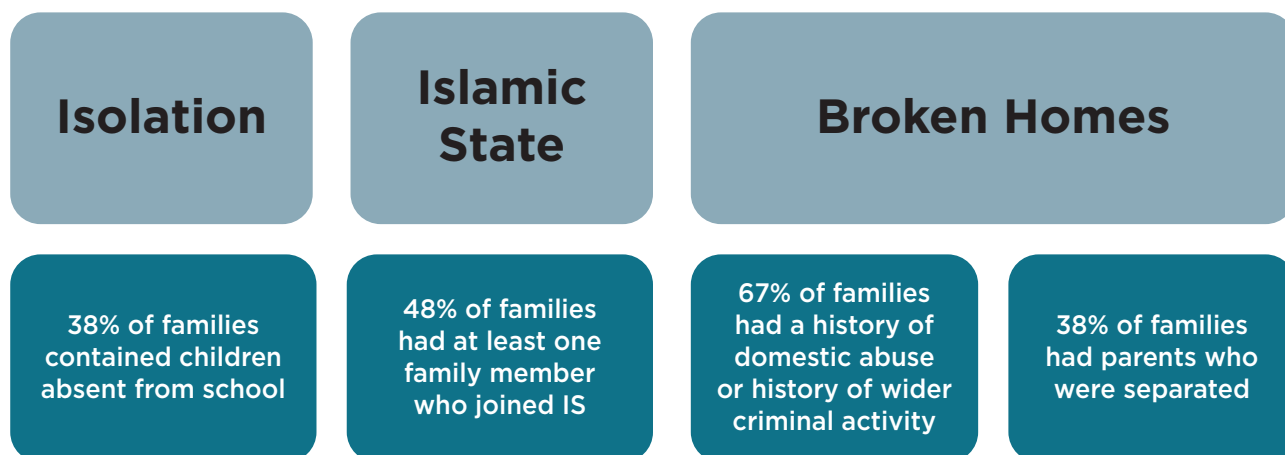 Isolation
Islamic
State
Broken Homes
38% of families
contained children
absent from school
48% of families
had at least one
family member
who joined IS
67% of families
had a history of
domestic abuse
or history of wider
criminal activity
38% of families
had parents who
were separated